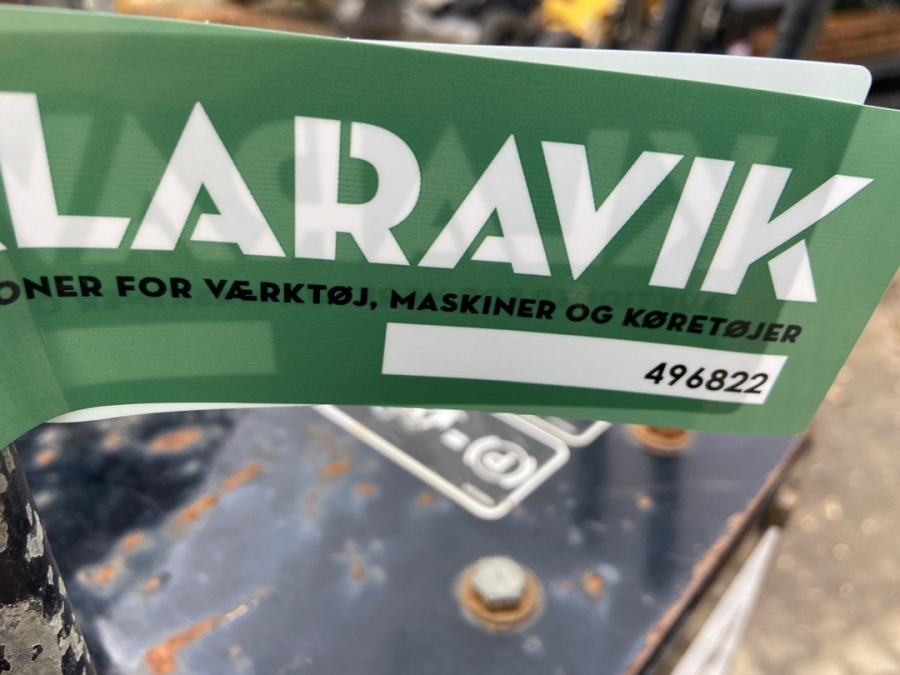 LARAVIK
ONER FOR VÆRKTØJ, MASKINER OG KØRETØJER
496822